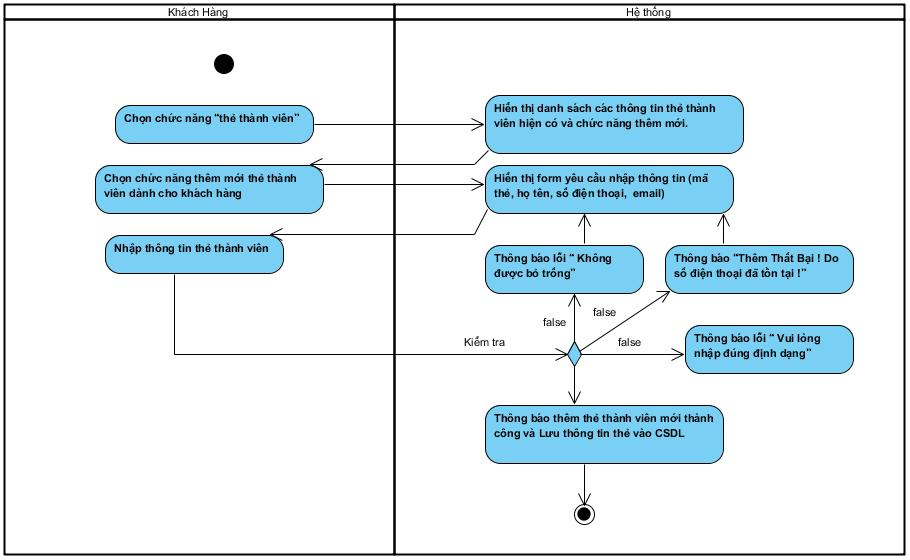 Khách Hàng
Hệ thống
Chọn chức năng "thẻ thành viên"
Hiển thị danh sách các thông tin thẻ thành
viên hiện có và chức năng thêm mới.
Chọn chức năng thêm mới thẻ thành
viên dành cho khách hàng
Hiển thị form yêu cầu nhập thông tin (mã
thẻ, họ tên, số điện thoại,  email)
Nhập thông tin thẻ thành viên
Thông báo lỗi " Không
được bỏ trống"
Thông báo "Thêm Thất Bại ! Do
số điện thoại đã tồn tại !"
false
false
Kiểm tra
false
Thông báo lỗi " Vui lòng
nhập đúng định dạng"
Thông báo thêm thẻ thành viên mới thành
công và Lưu thông tin thẻ vào CSDL